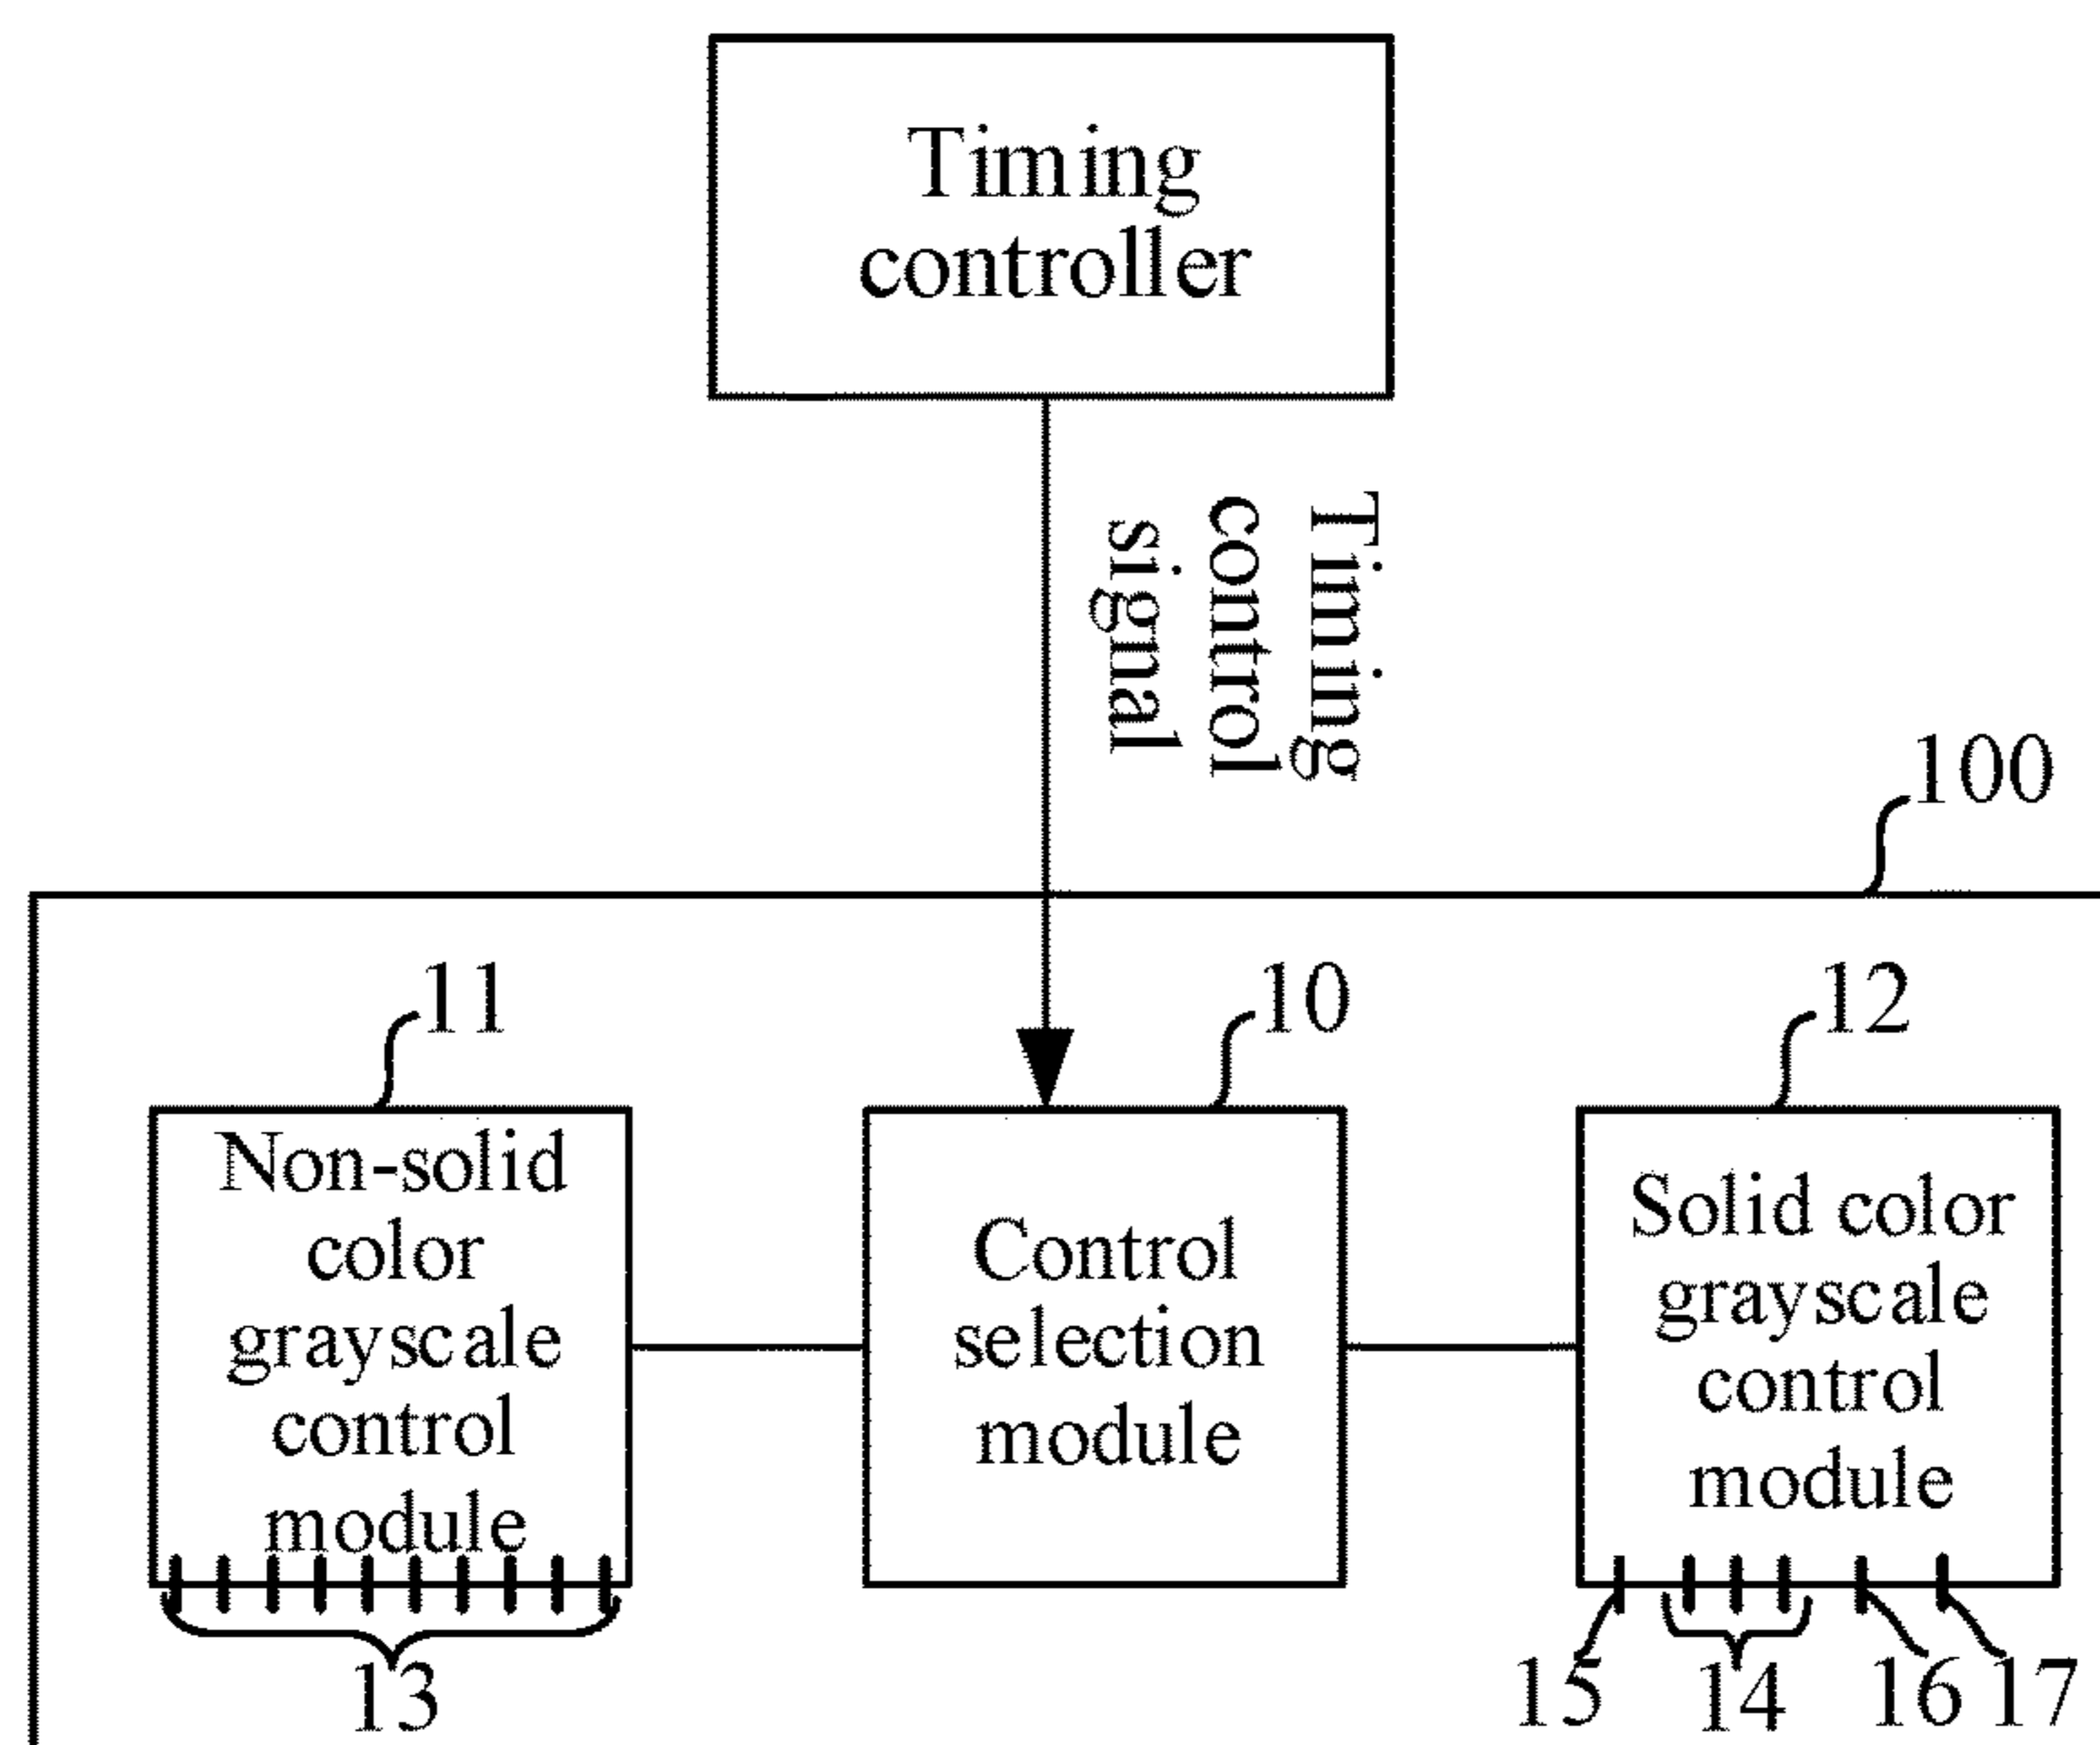 Timing
controller
Timing
control
signal
100
11
10
12
Non-solid
color
grayscale
control
module
Control
selection
module
Solid color
grayscale
control
module
13
15
14
16
17